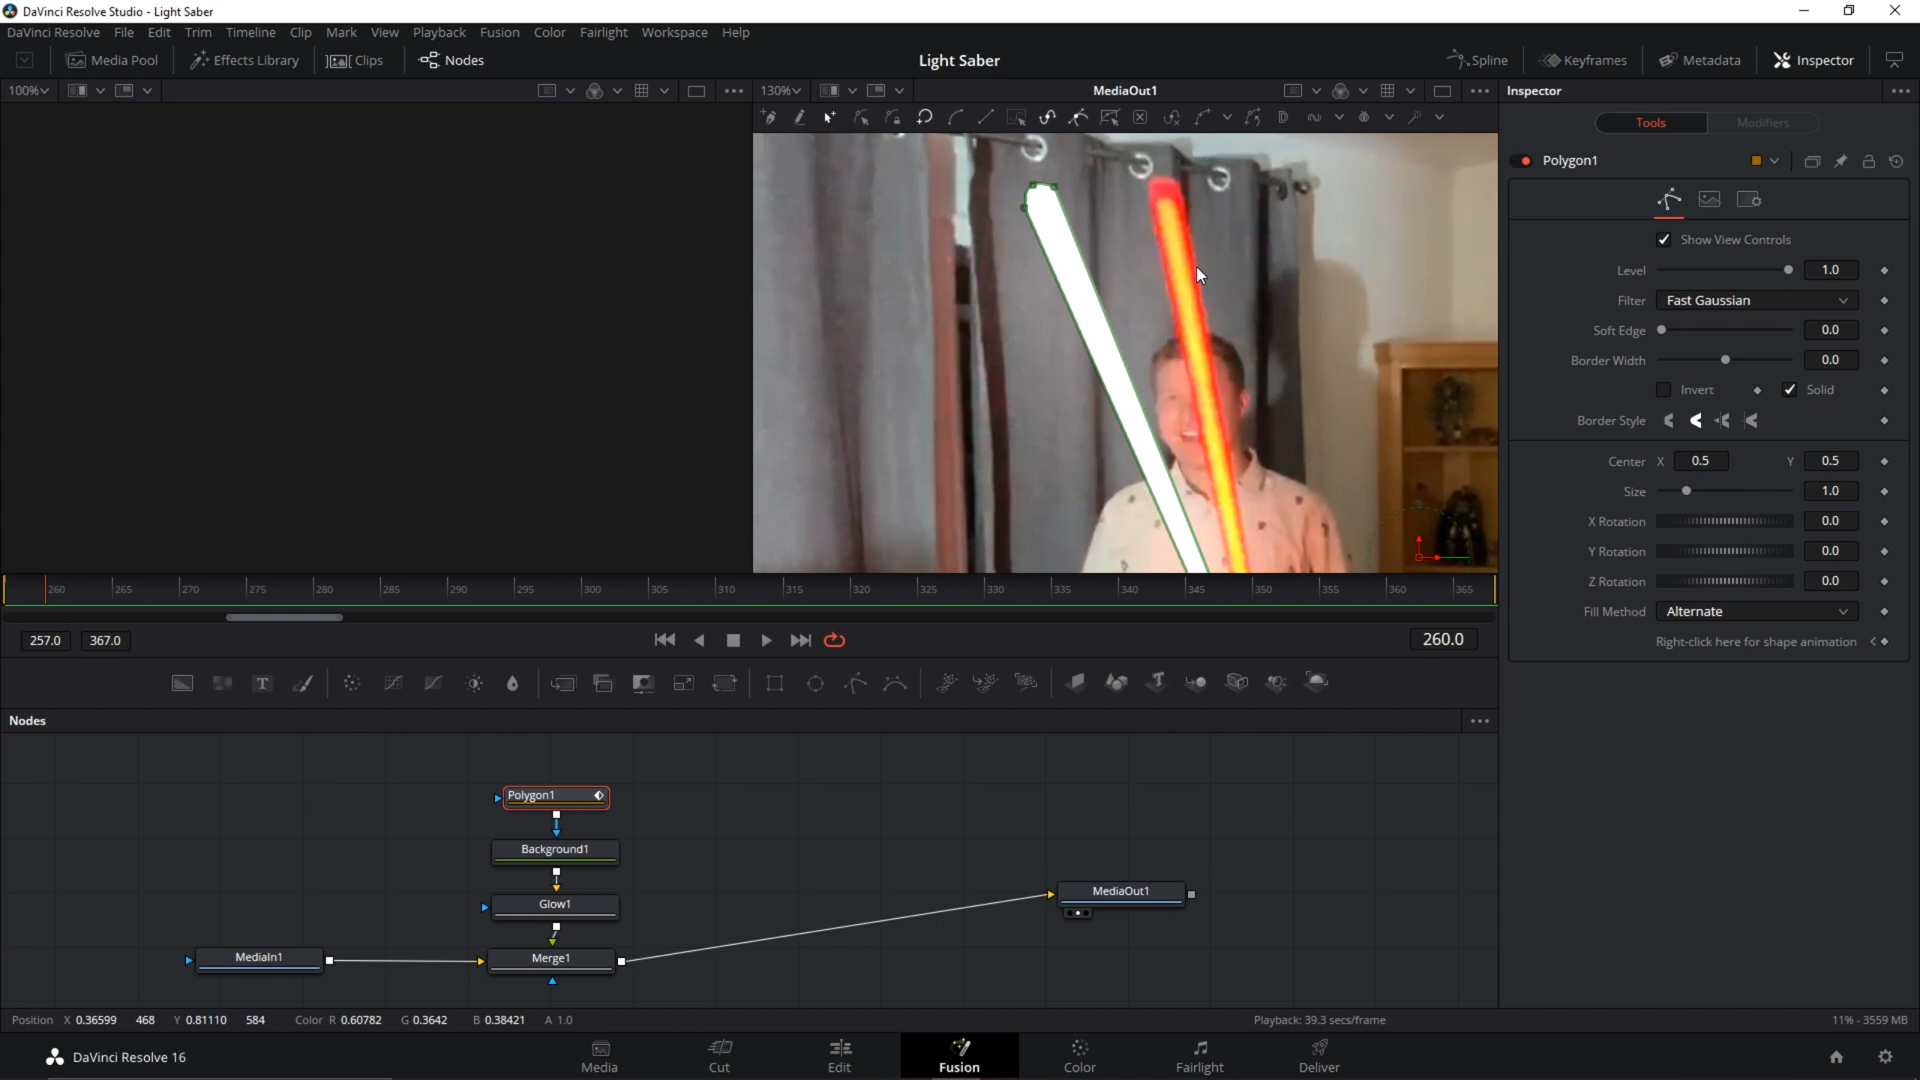 DaVinci Resolve Studio - Light Saber
DaVinci Resolve File Edit Trim Timeline Clip Mark View Playback Fusion Color Fairlight Workspace Help
Media Pool Effects Library Clips Nodes Light Saber Spline Keyframes Metadata Inspector
100% 130% MediaOut1 Inspector
Tools Modifiers
Polygon1
Show View Controls
Level 1.0
Filter Fast Gaussian
Soft Edge 0.0
Border Width 0.0
Invert Solid
Border Style
Center X 0.5 Y 0.5
Size 1.0
X Rotation 0.0
Y Rotation 0.0
Z Rotation 0.0
Fill Method Alternate
Right-click here for shape animation
260 265 270 275 280 285 290 295 300 305 310 315 320 325 330 335 340 345 350 355 360 365
257.0 367.0 260.0
Nodes
Polygon1
Background1
Glow1
MediaIn1
Merge1
MediaOut1
Position X 0.36599 468 Y 0.81110 584 Color R 0.60782 G 0.3642 B 0.38421 A 1.0 Playback: 39.3 secs/frame 11% - 3559 MB
DaVinci Resolve 16 Media Cut Edit Fusion Color Fairlight Deliver